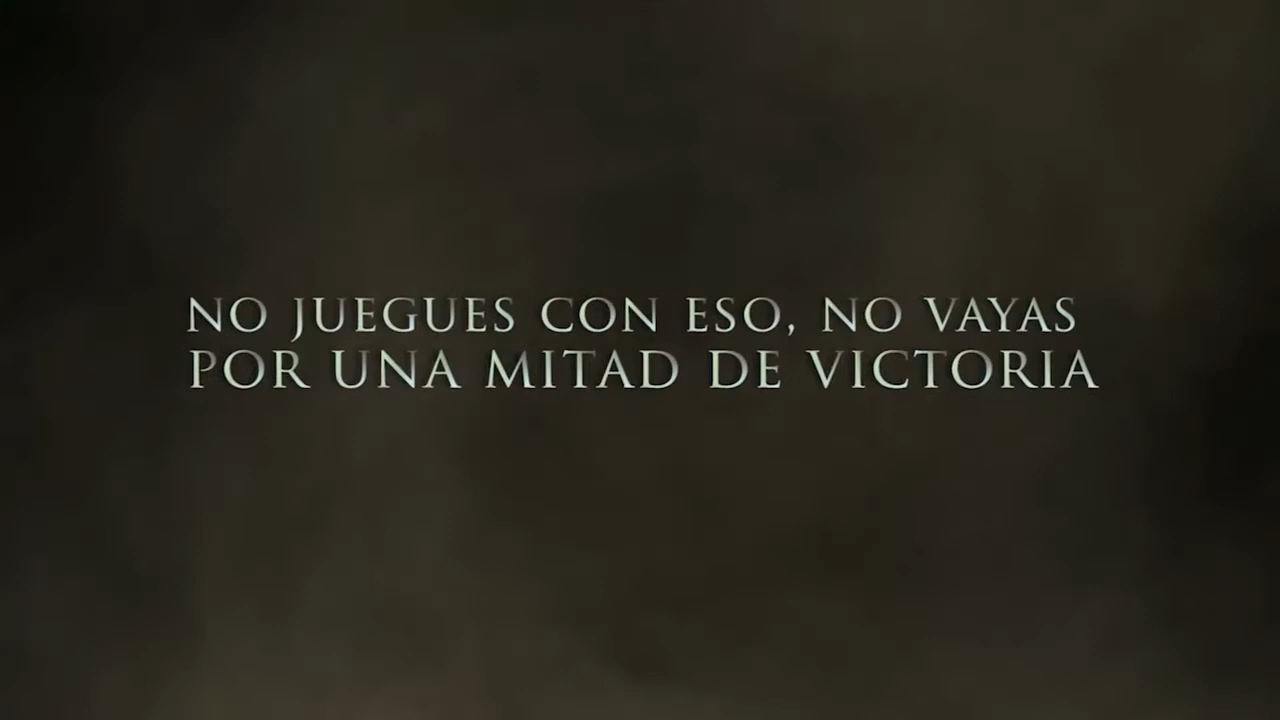 NO JUEGUES CON ESO, NO VAYAS
POR UNA MITAD DE VICTORIA